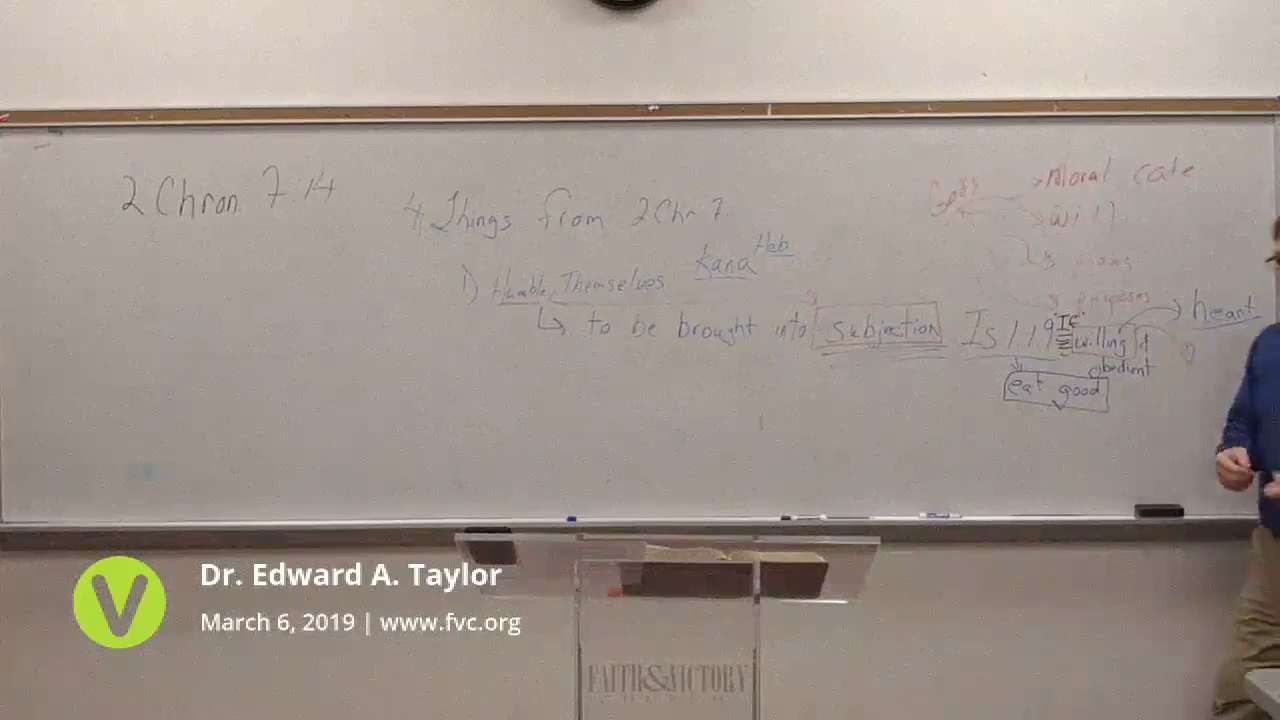 2 Chron 7:14
4 Things from 2 Chr 7
1) Humble Themselves Kana Heb
to be brought into subjection Is 1:19 If willing &
obedient
eat good
heart
Moral
will
purposes
Dr. Edward A. Taylor
March 6, 2019 | www.fvc.org
FAITH & VICTORY